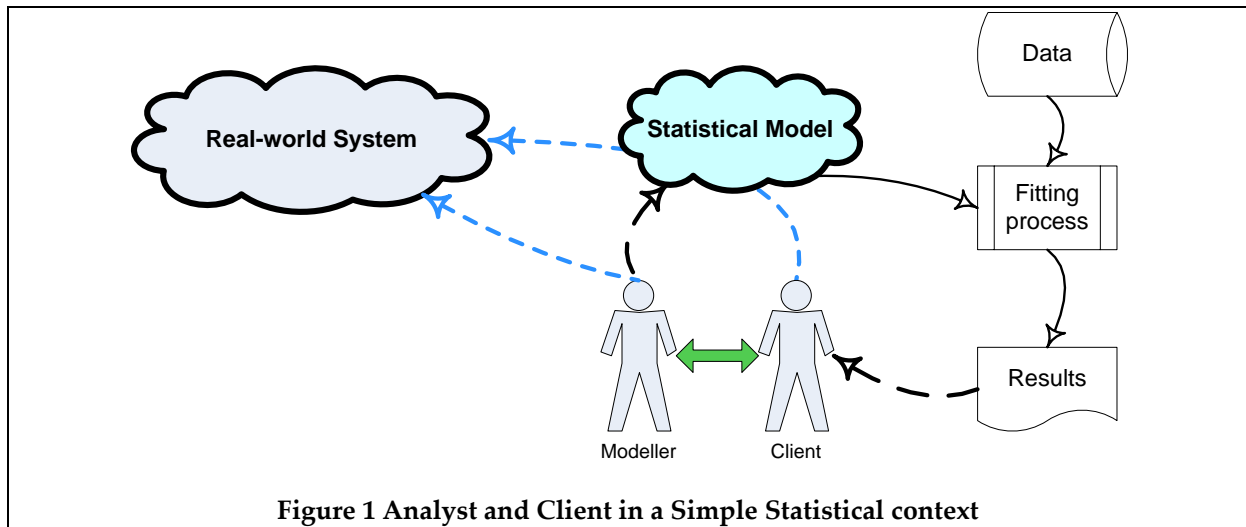 Data
Real-world System
Statistical Model
Fitting
process
Results
Modeller
Client
Figure 1 Analyst and Client in a Simple Statistical context